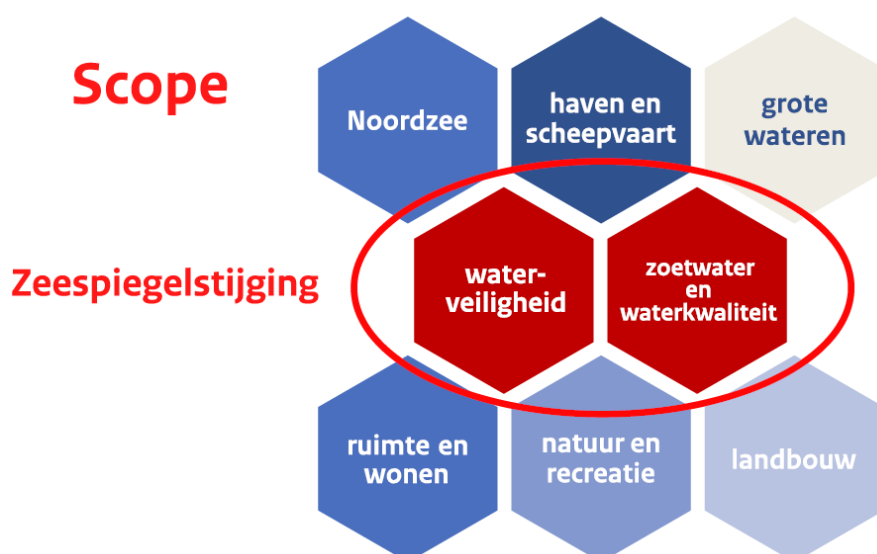 Scope
Noordzee
haven en
scheepvaart
grote
wateren
Zeespiegelstijging
water-
veiligheid
zoetwater
en
waterkwaliteit
ruimte en
wonen
natuur en
recreatie
landbouw